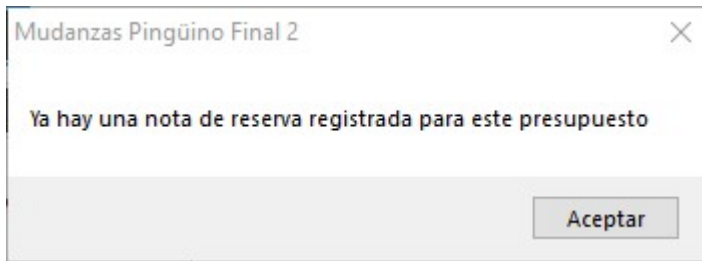 Mudanzas Pingüino Final 2
Ya hay una nota de reserva registrada para este presupuesto
Aceptar